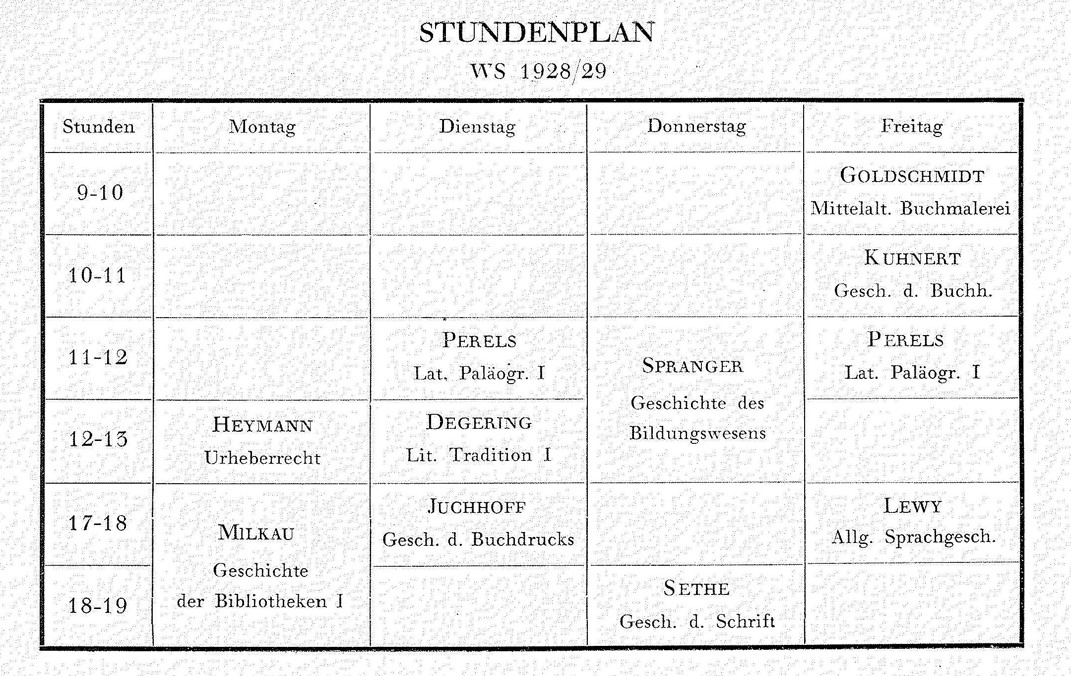 STUNDENPLAN
WS 1928/29
Stunden Montag Dienstag Donnerstag Freitag
9-10 GOLDSCHMIDT
Mittelalt. Buchmalerei
10-11 KUHNERT
Gesch. d. Buchh.
11-12 PERELS PERELS
Lat. Paläogr. I Lat. Paläogr. I
SPRANGER
Geschichte des
Bildungswesens
12-13 HEYMANN DEGERING
Urheberrecht Lit. Tradition I
17-18 JUCHHOFF LEWY
Gesch. d. Buchdrucks Allg. Sprachgesch.
MILKAU
Geschichte
der Bibliotheken I
18-19 SETHE
Gesch. d. Schrift